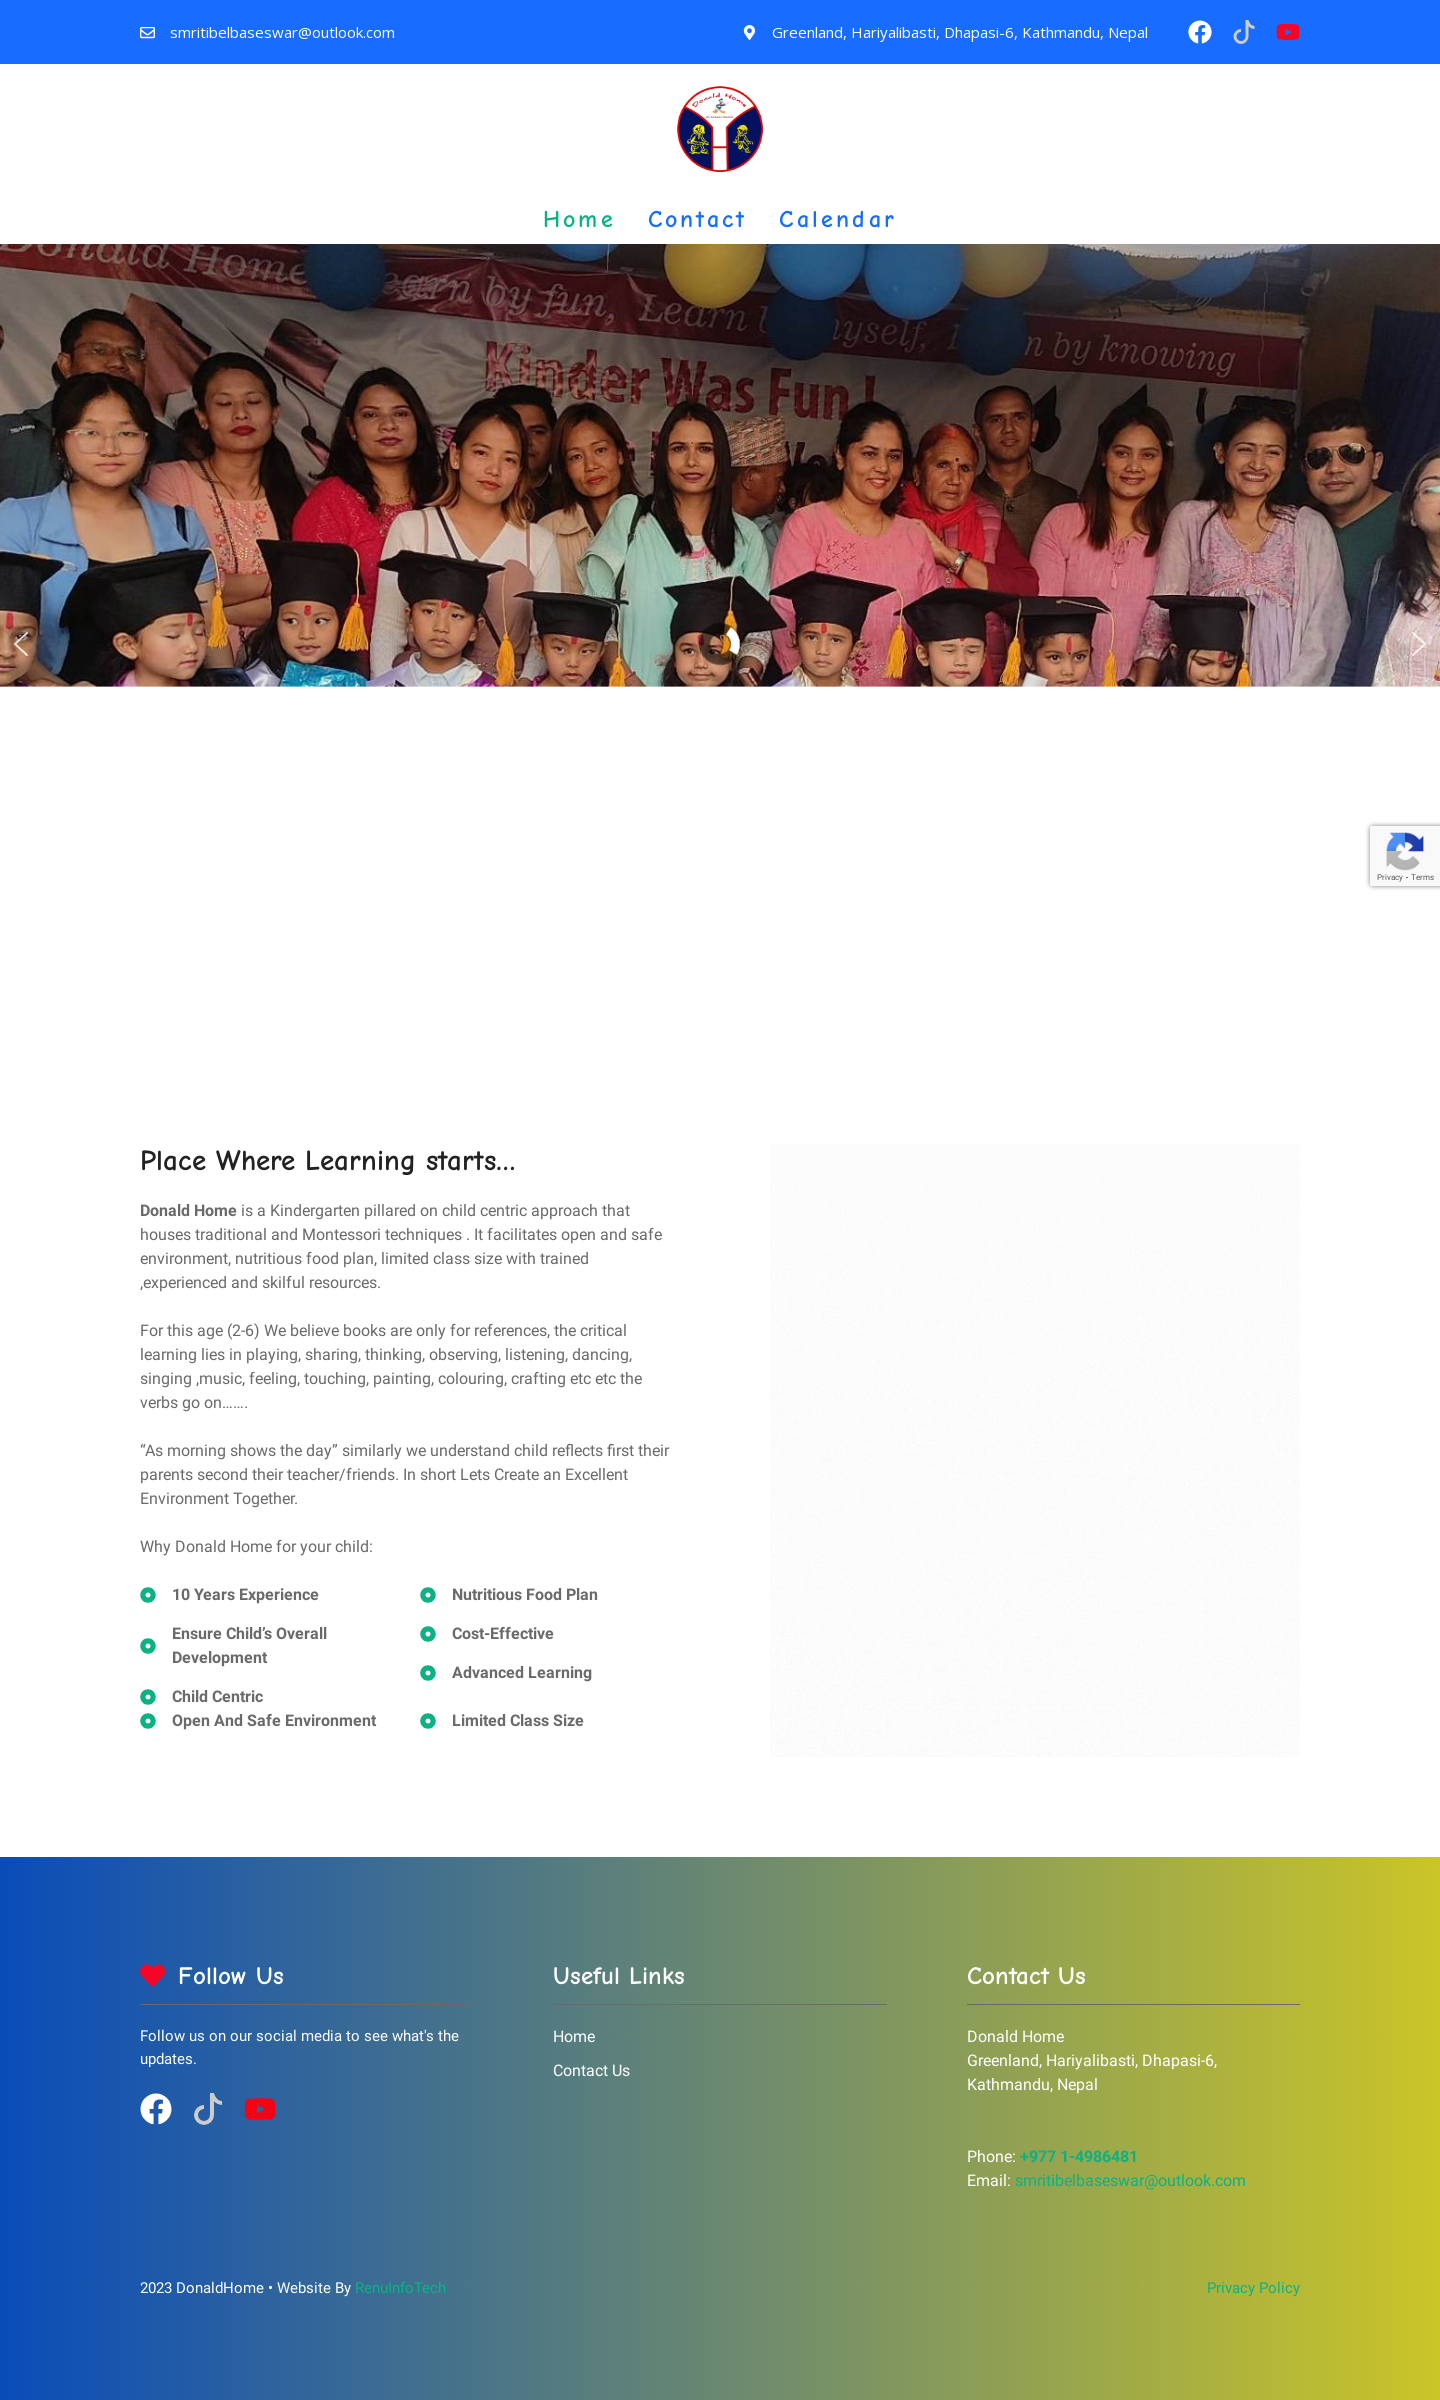 smritibelbaseswar@outlook.com
Greenland, Hariyalibasti, Dhapasi-6, Kathmandu, Nepal
Donald Home
Home
Contact
Calendar
Donald Home
Learn by fun, Learn by myself, Learn by knowing
Kinder Was Fun !
Privacy - Terms
Place Where Learning starts...
Donald Home is a Kindergarten pillared on child centric approach that
houses traditional and Montessori techniques . It facilitates open and safe
environment, nutritious food plan, limited class size with trained
,experienced and skilful resources.
For this age (2-6) We believe books are only for references, the critical
learning lies in playing, sharing, thinking, observing, listening, dancing,
singing ,music, feeling, touching, painting, colouring, crafting etc etc the
verbs go on…….
“As morning shows the day” similarly we understand child reflects first their
parents second their teacher/friends. In short Lets Create an Excellent
Environment Together.
Why Donald Home for your child:
10 Years Experience
Ensure Child’s Overall
Development
Child Centric
Open And Safe Environment
Nutritious Food Plan
Cost-Effective
Advanced Learning
Limited Class Size
Follow Us
Follow us on our social media to see what's the
updates.
Useful Links
Home
Contact Us
Contact Us
Donald Home
Greenland, Hariyalibasti, Dhapasi-6,
Kathmandu, Nepal
Phone: +977 1-4986481
Email: smritibelbaseswar@outlook.com
2023 DonaldHome • Website By RenuInfoTech
Privacy Policy